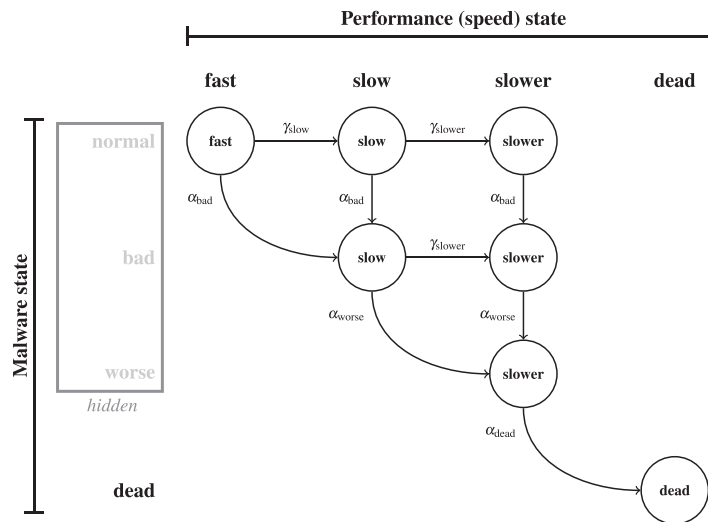 Performance (speed) state
fast slow slower dead
normal fast γslow slow γslower slower
αbad αbad αbad
bad slow γslower slower
αworse αworse
worse slower
hidden
αdead
dead dead
Malware state